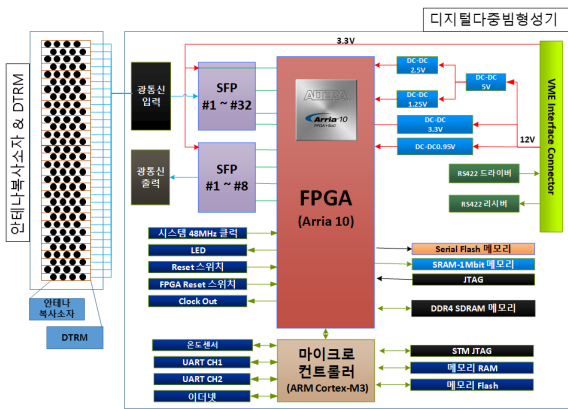 디지털다중빔형성기
안테나복사소자 & DTRM
3.3V
광통신
입력
SFP
#1 ~ #32
광통신
출력
SFP
#1 ~ #8
ALTERA
Arria 10
FPGA
(Arria 10)
DC-DC
2.5V
DC-DC
5V
DC-DC
1.25V
DC-DC
3.3V
12V
DC-DC0.95V
VME Interface Connector
RS422 드라이버
RS422 리시버
시스템 48MHz 클럭
LED
Reset 스위치
FPGA Reset 스위치
Clock Out
Serial Flash 메모리
SRAM-1Mbit 메모리
JTAG
DDR4 SDRAM 메모리
안테나
복사소자
DTRM
온도센서
UART CH1
UART CH2
이더넷
마이크로
컨트롤러
(ARM Cortex-M3)
STM JTAG
메모리 RAM
메모리 Flash